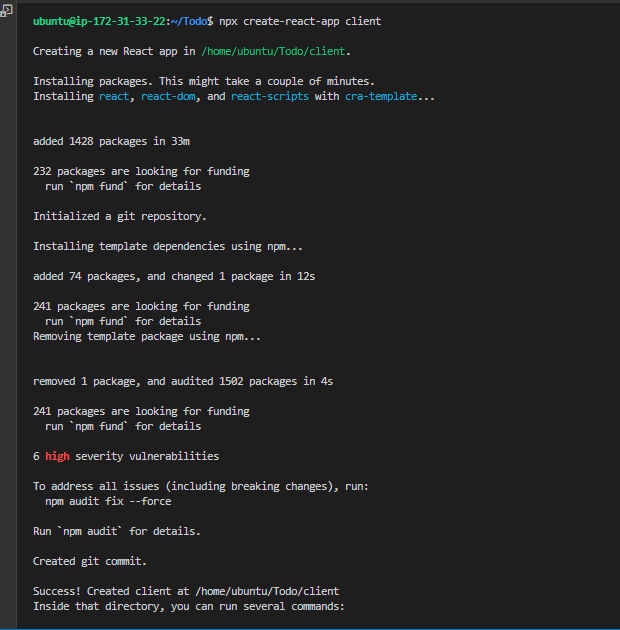 ubuntu@ip-172-31-33-22:~/Todo$ npx create-react-app client
Creating a new React app in /home/ubuntu/Todo/client.
Installing packages. This might take a couple of minutes.
Installing react, react-dom, and react-scripts with cra-template...
added 1428 packages in 33m
232 packages are looking for funding
  run `npm fund` for details
Initialized a git repository.
Installing template dependencies using npm...
added 74 packages, and changed 1 package in 12s
241 packages are looking for funding
  run `npm fund` for details
Removing template package using npm...
removed 1 package, and audited 1502 packages in 4s
241 packages are looking for funding
  run `npm fund` for details
6 high severity vulnerabilities
To address all issues (including breaking changes), run:
  npm audit fix --force
Run `npm audit` for details.
Created git commit.
Success! Created client at /home/ubuntu/Todo/client
Inside that directory, you can run several commands: